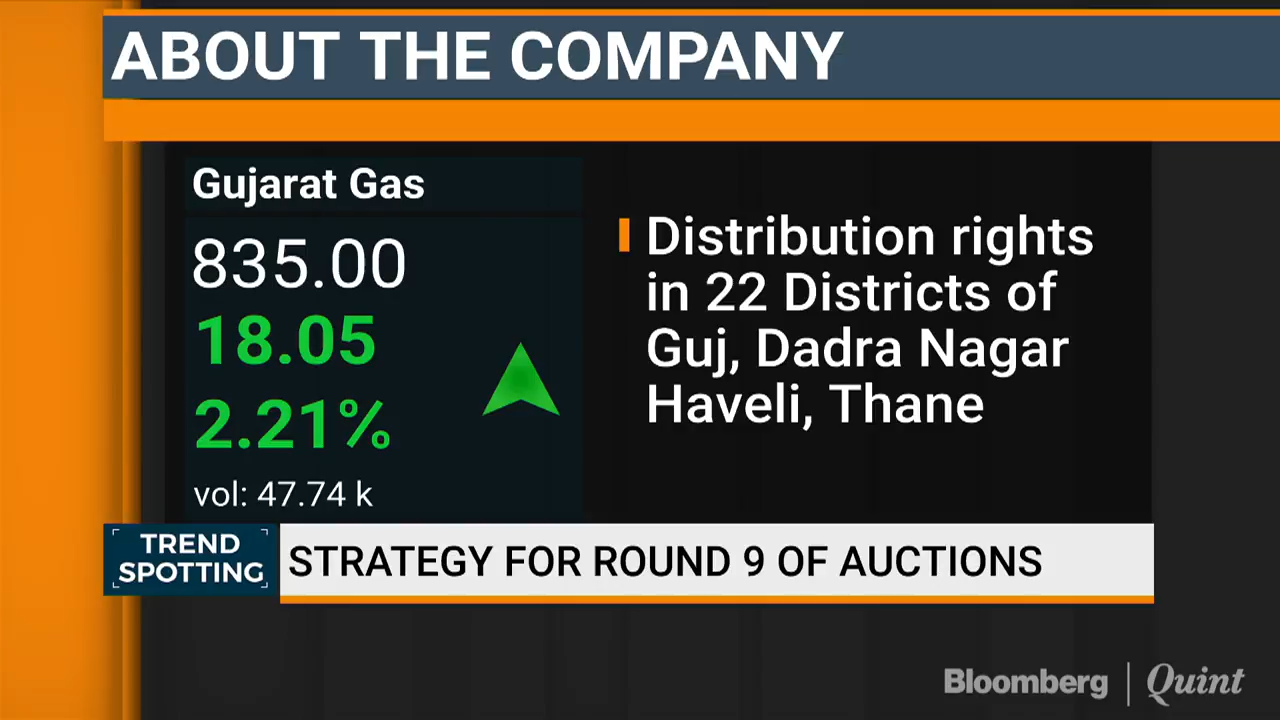 ABOUT THE COMPANY
Gujarat Gas
835.00
18.05
2.21%
vol: 47.74 k
Distribution rights
in 22 Districts of
Guj, Dadra Nagar
Haveli, Thane
TREND
SPOTTING
STRATEGY FOR ROUND 9 OF AUCTIONS
Bloomberg | Quint